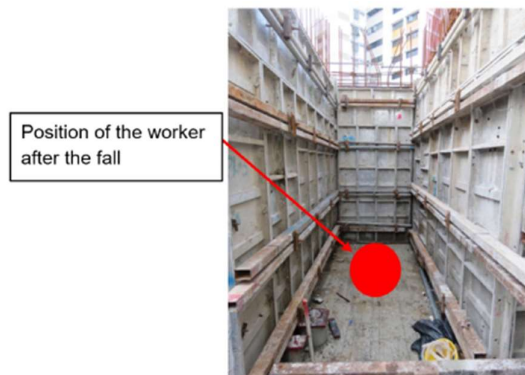 Position of the worker
after the fall